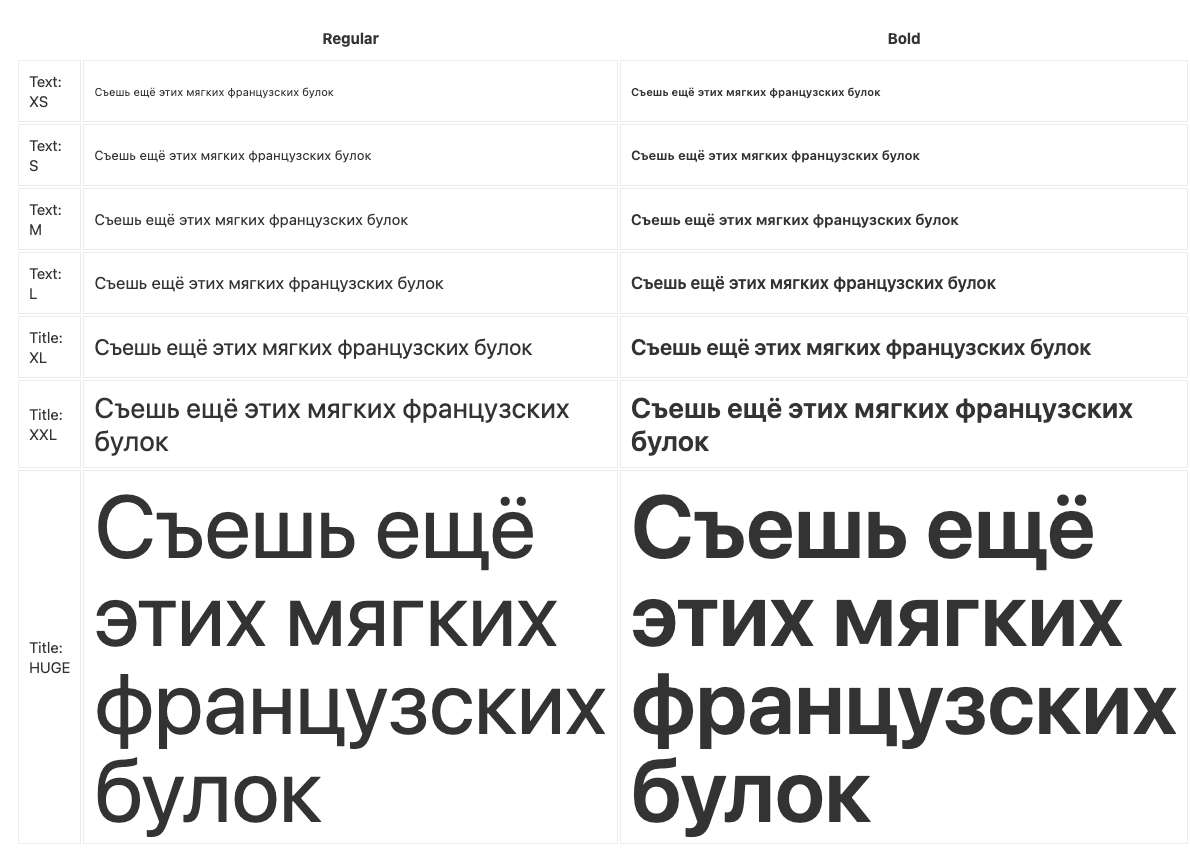 Regular Bold
Text:
XS
Съешь ещё этих мягких французских булок
Съешь ещё этих мягких французских булок
Text:
S
Съешь ещё этих мягких французских булок
Съешь ещё этих мягких французских булок
Text:
M
Съешь ещё этих мягких французских булок
Съешь ещё этих мягких французских булок
Text:
L
Съешь ещё этих мягких французских булок
Съешь ещё этих мягких французских булок
Title:
XL
Съешь ещё этих мягких французских булок
Съешь ещё этих мягких французских булок
Title:
XXL
Съешь ещё этих мягких французских
булок
Съешь ещё этих мягких французских
булок
Title:
HUGE
Съешь ещё
этих мягких
французских
булок
Съешь ещё
этих мягких
французских
булок